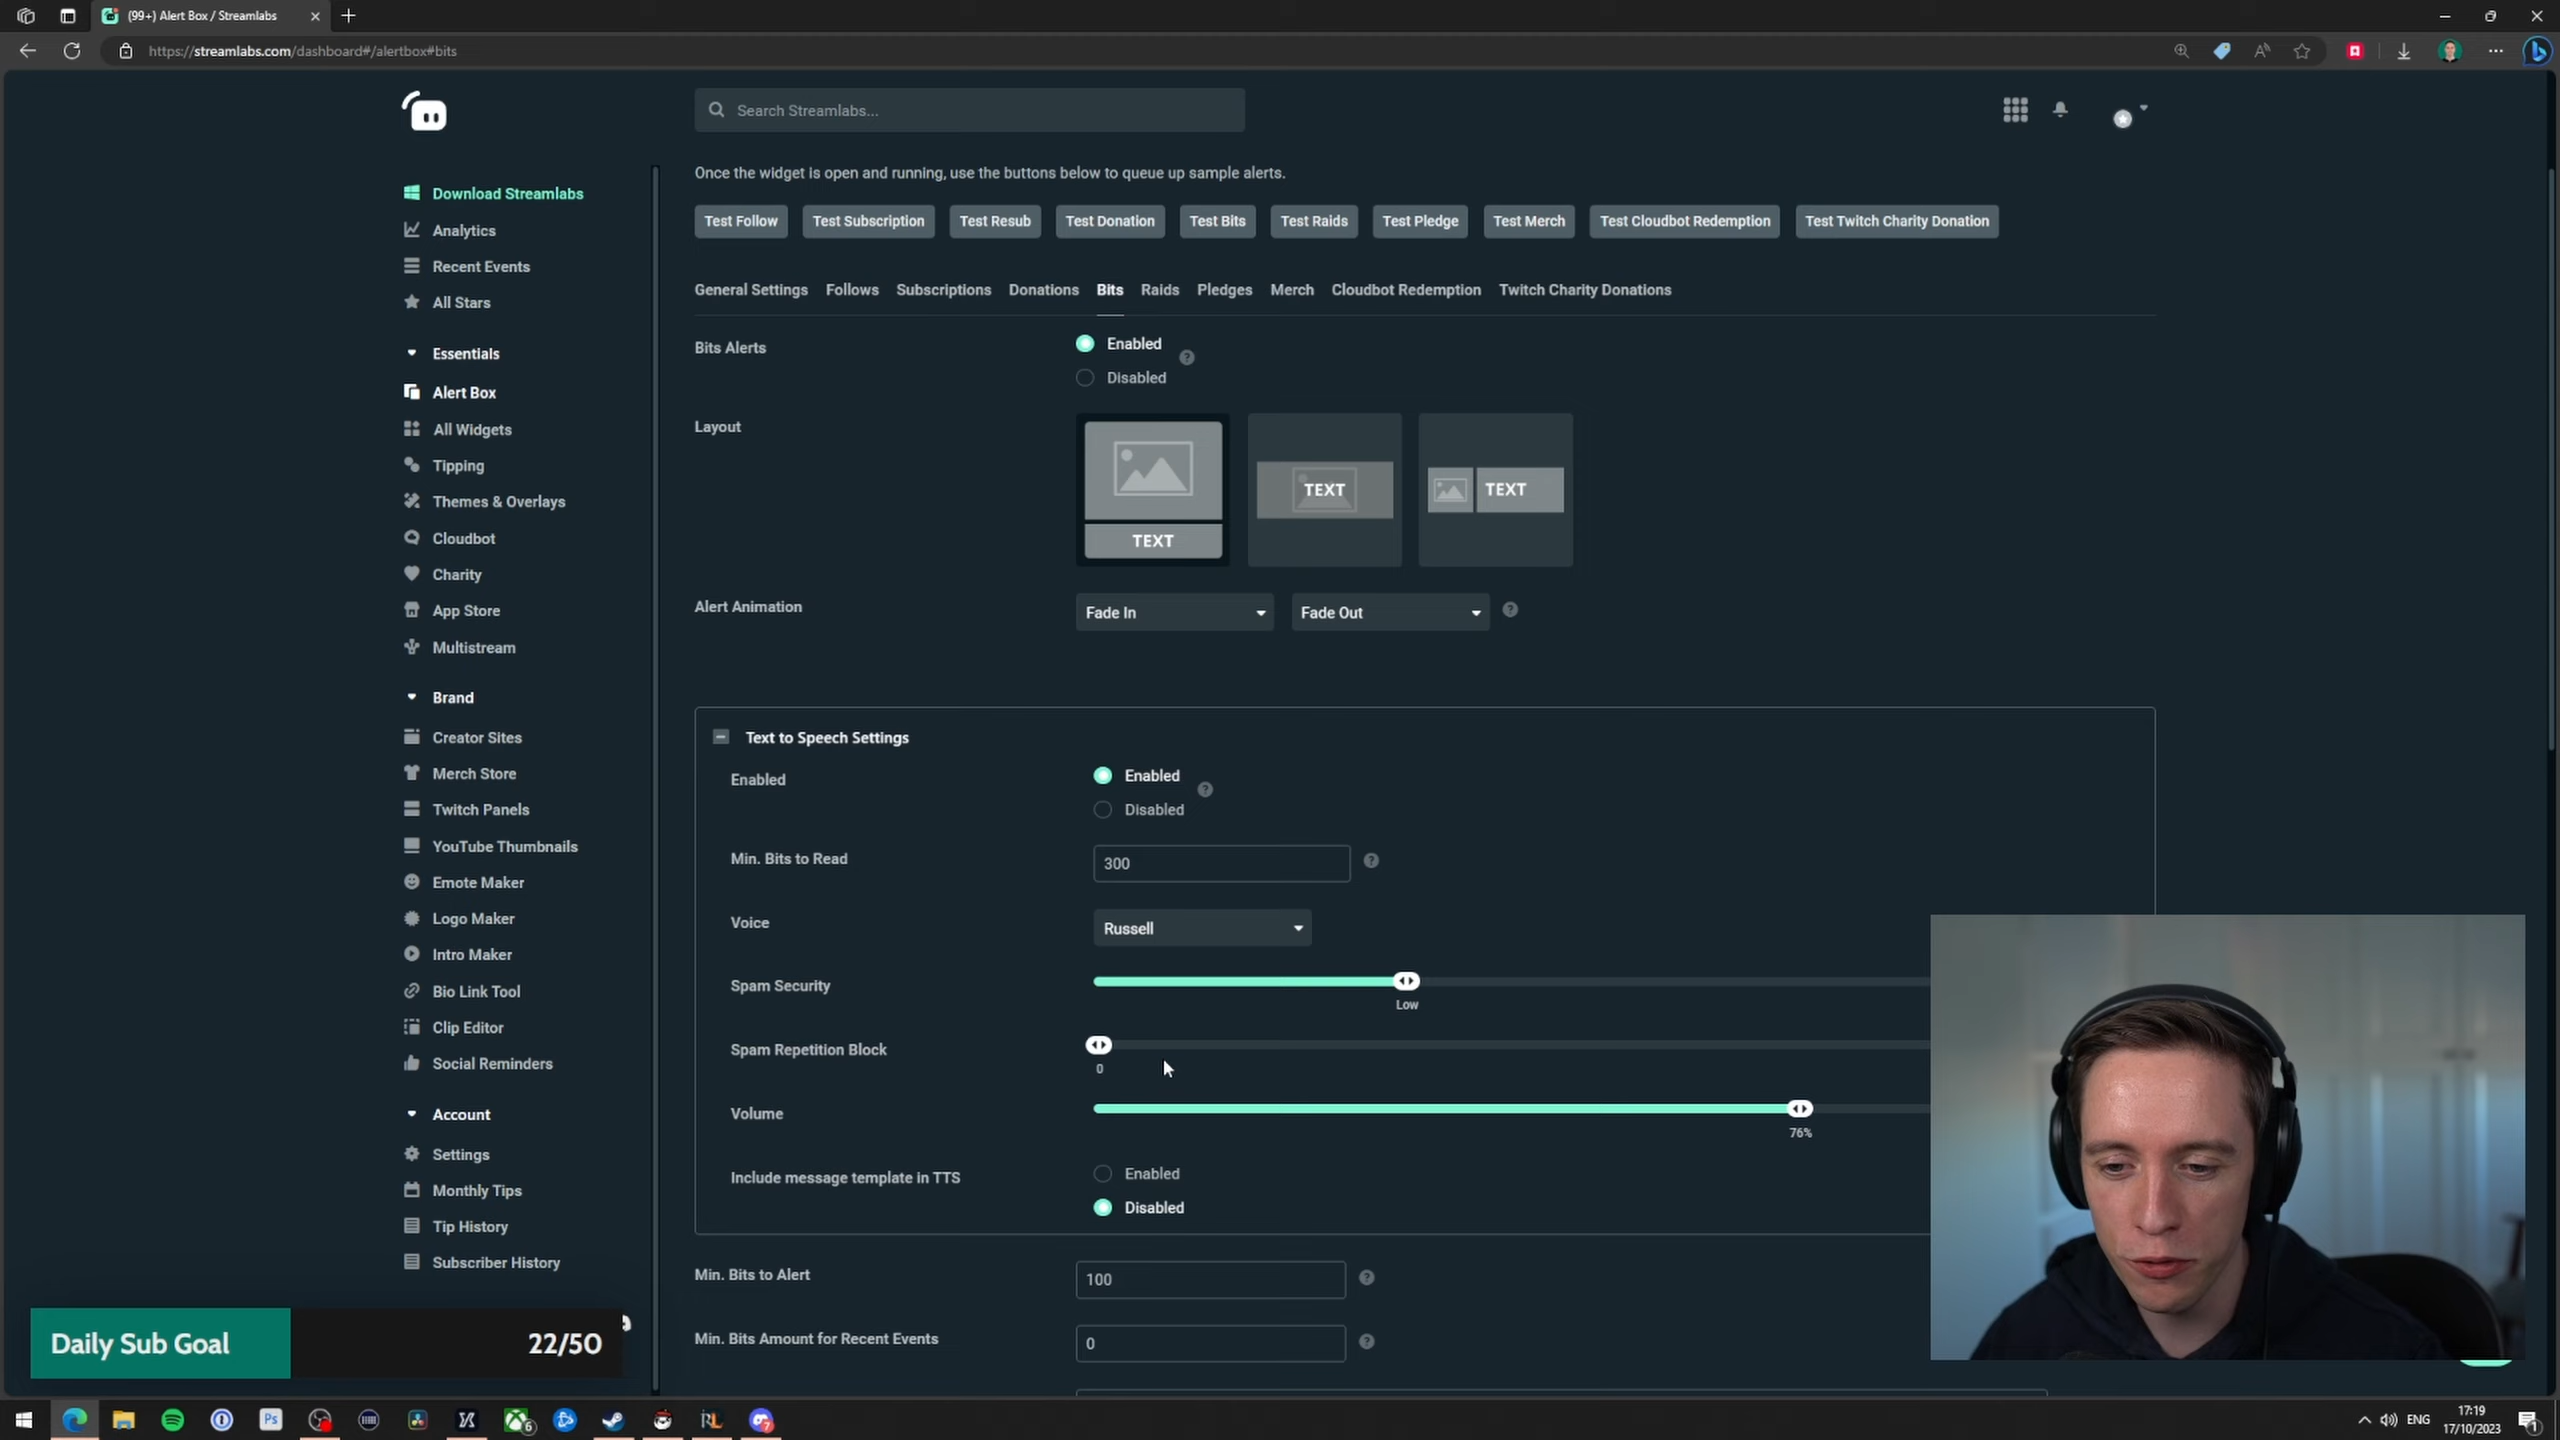 (99+) Alert Box / Streamlabs
https://streamlabs.com/dashboard#/alertbox#bits
Search Streamlabs...
Download Streamlabs
Analytics
Recent Events
All Stars
Essentials
Alert Box
All Widgets
Tipping
Themes & Overlays
Cloudbot
Charity
App Store
Multistream
Brand
Creator Sites
Merch Store
Twitch Panels
YouTube Thumbnails
Emote Maker
Logo Maker
Intro Maker
Bio Link Tool
Clip Editor
Social Reminders
Account
Settings
Monthly Tips
Tip History
Subscriber History
Once the widget is open and running, use the buttons below to queue up sample alerts.
Test Follow Test Subscription Test Resub Test Donation Test Bits Test Raids Test Pledge Test Merch Test Cloudbot Redemption Test Twitch Charity Donation
General Settings Follows Subscriptions Donations Bits Raids Pledges Merch Cloudbot Redemption Twitch Charity Donations
Bits Alerts
Enabled
?
Disabled
Layout
TEXT
TEXT
TEXT
Alert Animation
Fade In
Fade Out
?
Text to Speech Settings
Enabled
Enabled
?
Disabled
Min. Bits to Read
300
?
Voice
Russell
Spam Security
Low
Spam Repetition Block
0
Volume
76%
Include message template in TTS
Enabled
Disabled
Min. Bits to Alert
100
?
Min. Bits Amount for Recent Events
0
?
Daily Sub Goal 22/50
Ps
6
7
ENG
17:19
17/10/2023
1